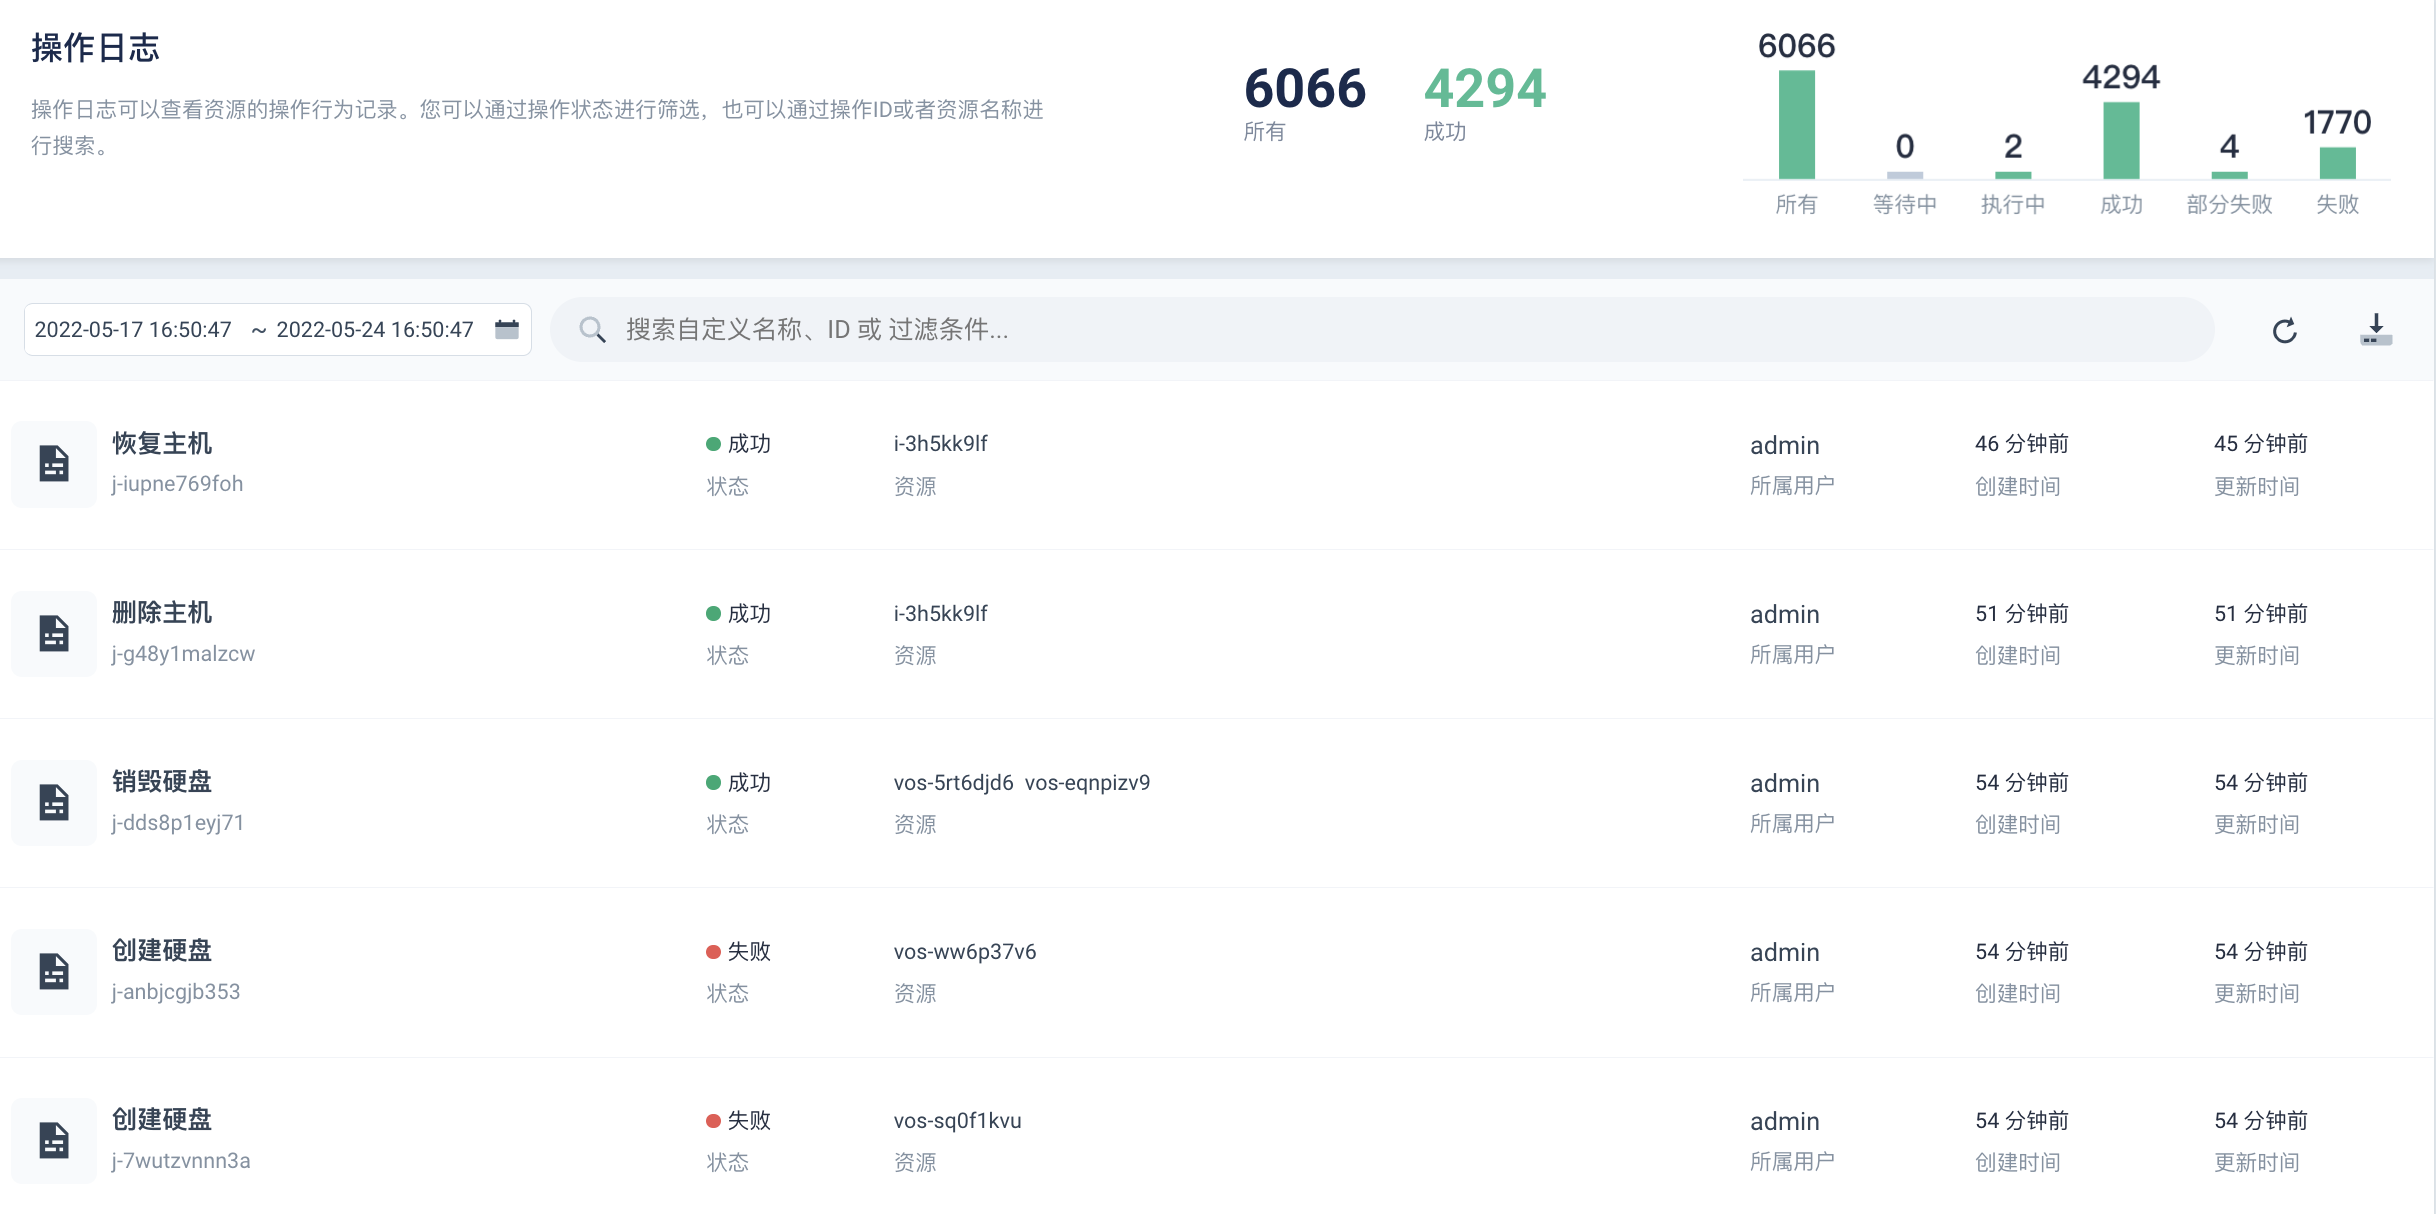 操作日志
操作日志可以查看资源的操作行为记录。您可以通过操作状态进行筛选，也可以通过操作ID或者资源名称进
行搜索。
6066 4294
所有 成功
6066 0 2 4294 4 1770
所有 等待中 执行中 成功 部分失败 失败
2022-05-17 16:50:47 ~ 2022-05-24 16:50:47 搜索自定义名称、ID 或 过滤条件...
恢复主机 成功 i-3h5kk9lf admin 46 分钟前 45 分钟前
j-iupne769foh 状态 资源 所属用户 创建时间 更新时间
删除主机 成功 i-3h5kk9lf admin 51 分钟前 51 分钟前
j-g48y1malzcw 状态 资源 所属用户 创建时间 更新时间
销毁硬盘 成功 vos-5rt6djd6 vos-eqnpizv9 admin 54 分钟前 54 分钟前
j-dds8p1eyj71 状态 资源 所属用户 创建时间 更新时间
创建硬盘 失败 vos-ww6p37v6 admin 54 分钟前 54 分钟前
j-anbjcgjb353 状态 资源 所属用户 创建时间 更新时间
创建硬盘 失败 vos-sq0f1kvu admin 54 分钟前 54 分钟前
j-7wutzvnnn3a 状态 资源 所属用户 创建时间 更新时间